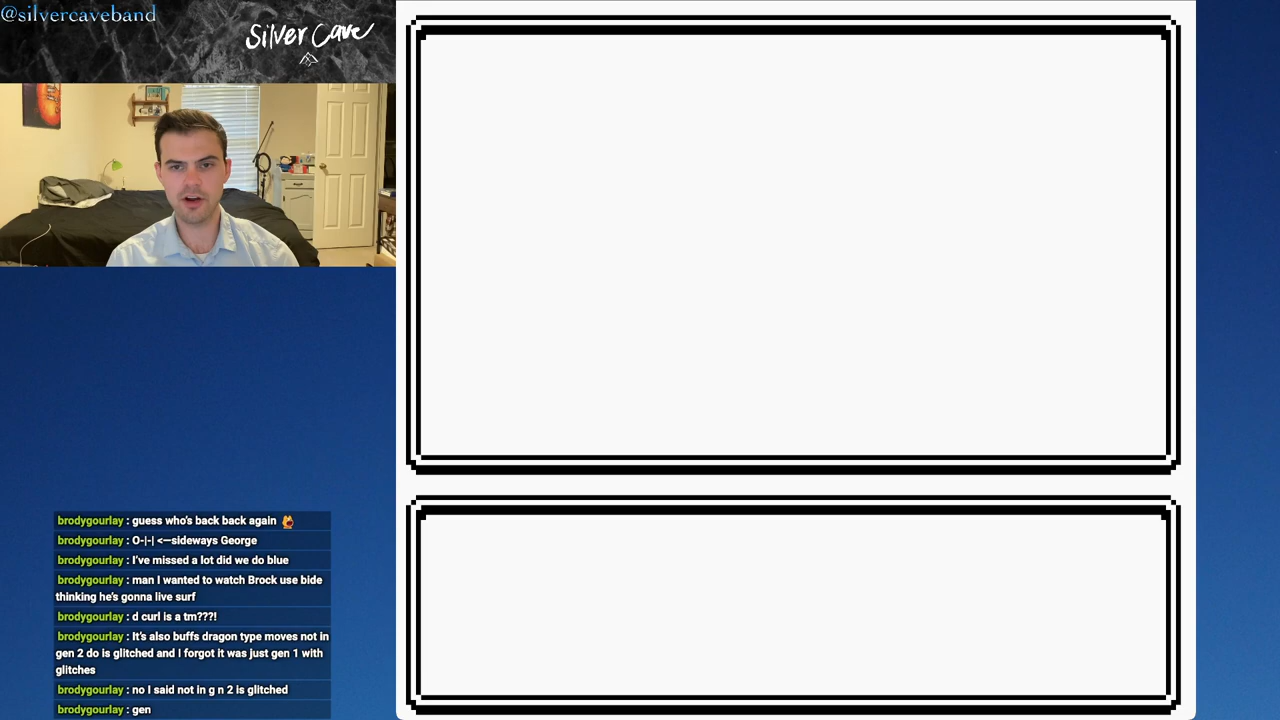 @silvercaveband
Silver Cave
brodygourlay : guess who's back back again
brodygourlay : O-|-| <—sideways George
brodygourlay : I've missed a lot did we do blue
brodygourlay : man I wanted to watch Brock use bide
thinking he's gonna live surf
brodygourlay : d curl is a tm???!
brodygourlay : It's also buffs dragon type moves not in
gen 2 do is glitched and I forgot it was just gen 1 with
glitches
brodygourlay : no I said not in g n 2 is glitched
brodygourlay : gen